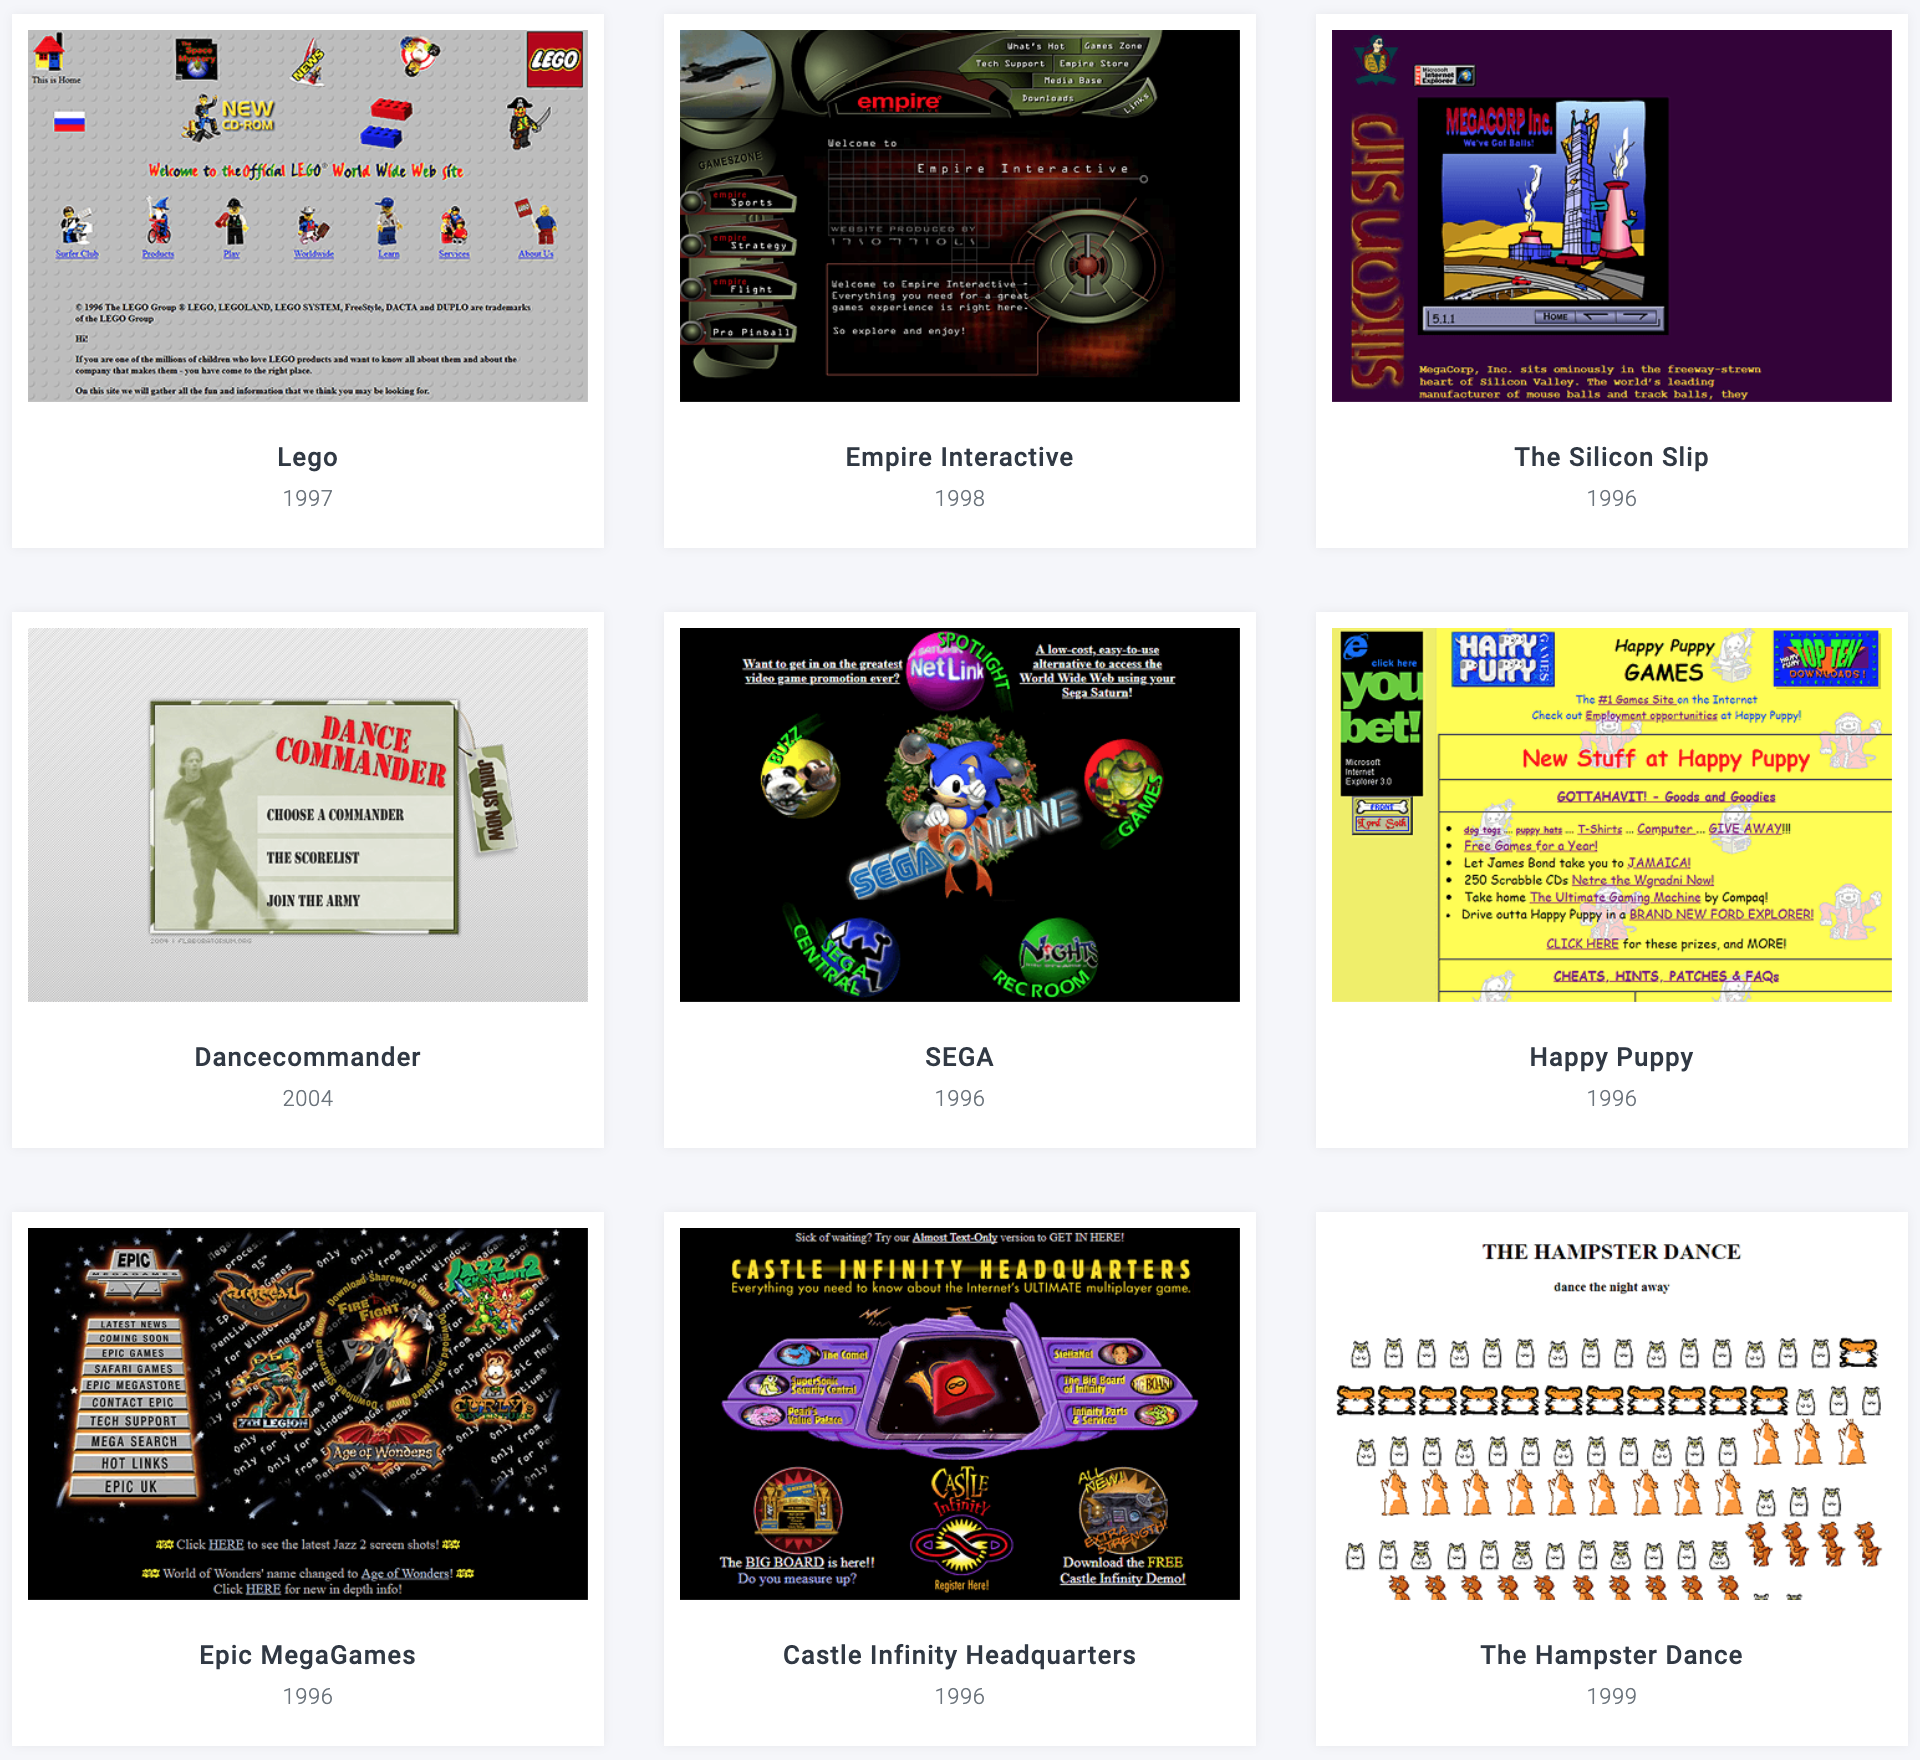 This is Home
The Space Mystery
NEWS
LEGO
NEW
CD-ROM
Welcome to the Official LEGO® World Wide Web site
LEGO
Surfer Club
Products
Play
Worldwide
Learn
Services
About Us
© 1996 The LEGO Group ® LEGO, LEGOLAND, LEGO SYSTEM, FreeStyle, DACTA and DUPLO are trademarks
of the LEGO Group
Hi!
If you are one of the millions of children who love LEGO products and want to know all about them and about the
company that makes them - you have come to the right place.
On this site we will gather all the fun and information that we think you may be looking for.
Lego
1997
What's Hot
Games Zone
Tech Support
Empire Store
Media Base
Downloads
Links
empire
GAMESZONE
Welcome to
Empire Interactive
empire
Sports
empire
Strategy
empire
Flight
Pro Pinball
WEBSITE PRODUCED BY
Welcome to Empire Interactive -
Everything you need for a great
games experience is right here.
So explore and enjoy!
Empire Interactive
1998
Microsoft
Internet
Explorer
silicon slip
MEGACORP Inc.
We've Got Balls!
5.1.1
HOME
MegaCorp, Inc. sits ominously in the freeway-strewn
heart of Silicon Valley. The world's leading
manufacturer of mouse balls and track balls, they
The Silicon Slip
1996
DANCE
COMMANDER
CHOOSE A COMMANDER
THE SCORELIST
JOIN THE ARMY
JOIN US NOW
Dancecommander
2004
Want to get in on the greatest
video game promotion ever?
SPOTLIGHT
NetLink
A low-cost, easy-to-use
alternative to access the
World Wide Web using your
Sega Saturn!
BUZZ
GAMES
SEGA ONLINE
SEGA
CENTRAL
NiGHTS
REC ROOM
SEGA
1996
click here
you
bet!
Microsoft
Internet
Explorer 3.0
FRONT
Lord Soth
HAPPY
PUPPY
GAMES
Happy Puppy
GAMES
HAPPY PUPPY
TOP TEN
DOWNLOADS!
The #1 Games Site on the Internet
Check out Employment opportunities at Happy Puppy!
New Stuff at Happy Puppy
GOTTAHAVIT! - Goods and Goodies
dog tags ... puppy hats ... T-Shirts ... Computer ... GIVE AWAY!!!
Free Games for a Year!
Let James Bond take you to JAMAICA!
250 Scrabble CDs Netre the Wgradni Now!
Take home The Ultimate Gaming Machine by Compaq!
Drive outta Happy Puppy in a BRAND NEW FORD EXPLORER!
CLICK HERE for these prizes, and MORE!
CHEATS, HINTS, PATCHES & FAQs
Happy Puppy
1996
EPIC
MEGAGAMES
LATEST NEWS
COMING SOON
EPIC GAMES
SAFARI GAMES
EPIC MEGASTORE
CONTACT EPIC
TECH SUPPORT
MEGA SEARCH
HOT LINKS
EPIC UK
UNREAL
JAZZ
JACKRABBIT 2
FIRE
FIGHT
Download Shareware Now
7TH LEGION
CURLY'S
ADVENTURE
Age of Wonders
Click HERE to see the latest Jazz 2 screen shots!
World of Wonders' name changed to Age of Wonders!
Click HERE for new in depth info!
Epic MegaGames
1996
Sick of waiting? Try our Almost Text-Only version to GET IN HERE!
CASTLE INFINITY HEADQUARTERS
Everything you need to know about the Internet's ULTIMATE multiplayer game.
The Comet
StellaNet
SuperSonic
Security Central
The Big Board
of Infinity
BIG BOARD
Pearl's
Value Palace
Infinity Parts
& Services
CASTLE
Infinity
Register Here!
ALL
NEW!
EXTRA
STRENGTH!
The BIG BOARD is here!!
Do you measure up?
Download the FREE
Castle Infinity Demo!
Castle Infinity Headquarters
1996
THE HAMPSTER DANCE
dance the night away
The Hampster Dance
1999